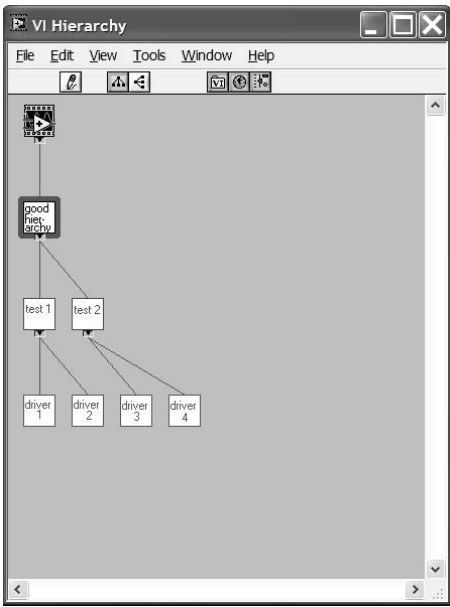 VI Hierarchy
File Edit View Tools Window Help
VI
good
hier-
archy
test 1 test 2
driver driver driver driver
1 2 3 4